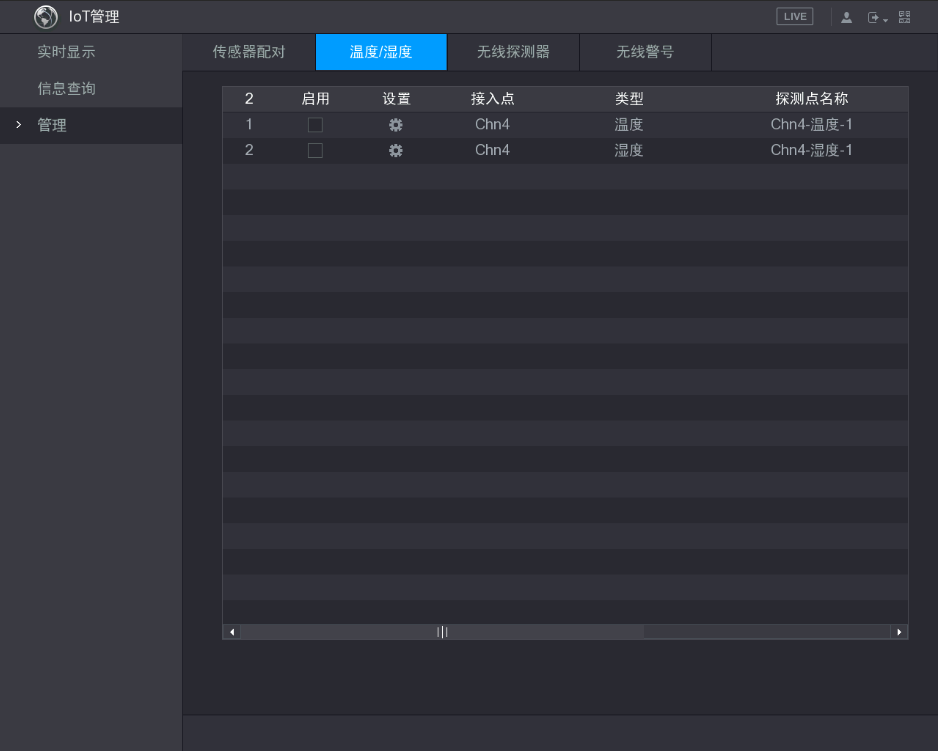 IoT管理
LIVE
实时显示
信息查询
管理
传感器配对 温度/湿度 无线探测器 无线警号
2 启用 设置 接入点 类型 探测点名称
1 Chn4 温度 Chn4-温度-1
2 Chn4 湿度 Chn4-湿度-1